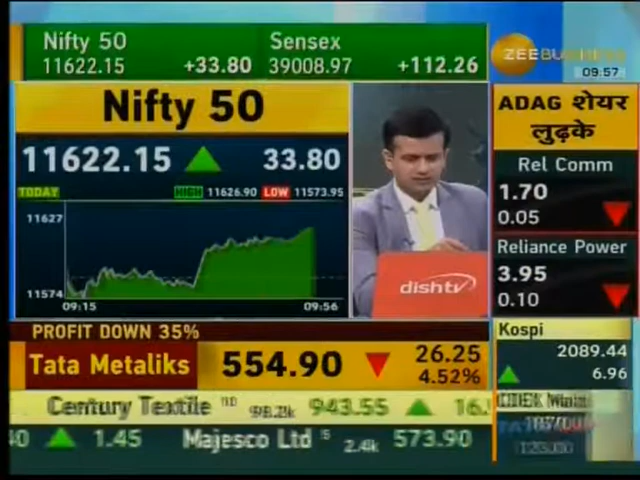 Nifty 50
11622.15 +33.80
Sensex
39008.97 +112.26
ZEE BUSINESS
09:57
Nifty 50
11622.15 33.80
TODAY HIGH 11626.90 LOW 11573.95
11627
11574
09:15 09:56
dishtv
ADAG शेयर
लुढ़के
Rel Comm
1.70
0.05
Reliance Power
3.95
0.10
Kospi
2089.44
6.96
PROFIT DOWN 35%
Tata Metaliks 554.90 26.25
4.52%
Century Textile 943.55 16.
40 1.45 Majesco Ltd S 2.4k 573.90